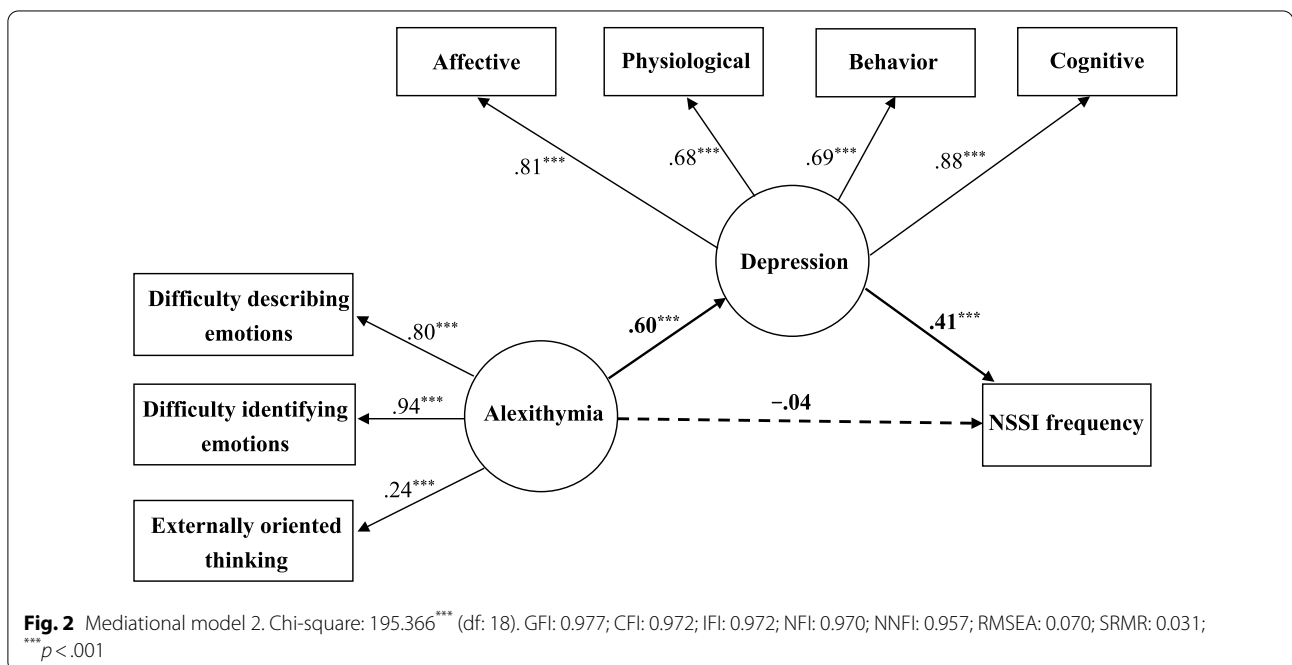 Affective
Physiological
Behavior
Cognitive
.81***
.68***
.69***
.88***
Depression
Difficulty describing
emotions
.80***
.60***
.41***
Difficulty identifying
emotions
.94***
Alexithymia
–.04
NSSI frequency
.24***
Externally oriented
thinking
Fig. 2 Mediational model 2. Chi-square: 195.366*** (df: 18). GFI: 0.977; CFI: 0.972; IFI: 0.972; NFI: 0.970; NNFI: 0.957; RMSEA: 0.070; SRMR: 0.031;
***p < .001